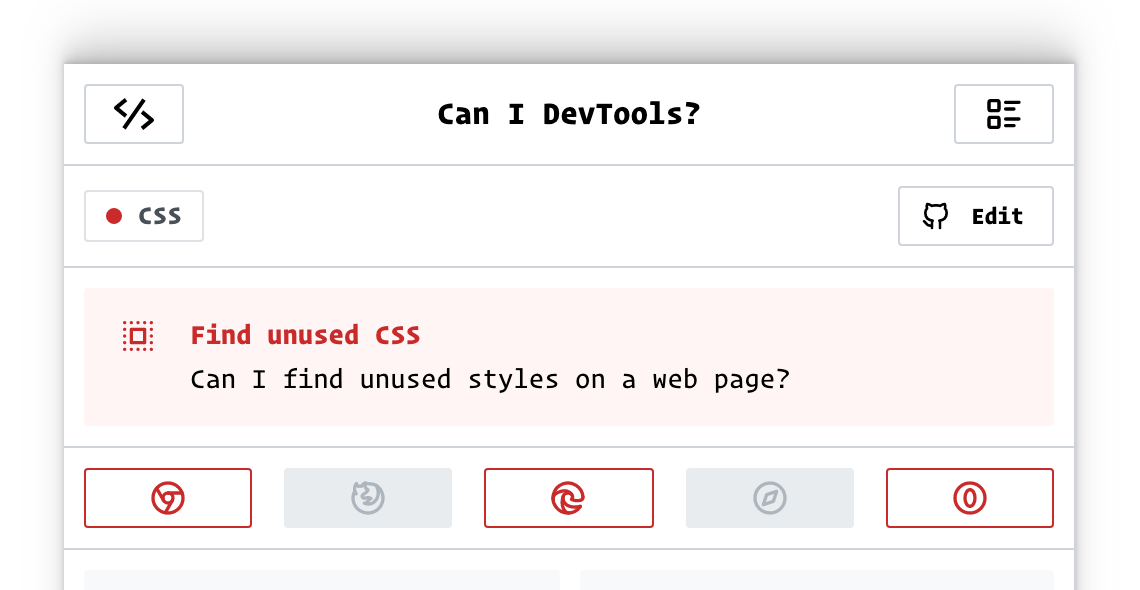 Can I DevTools?
CSS
Edit
Find unused CSS
Can I find unused styles on a web page?